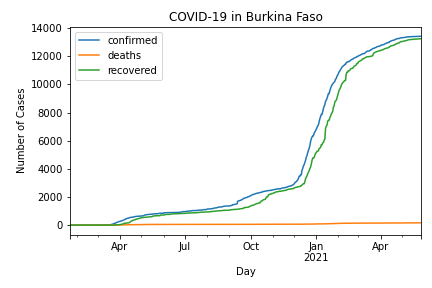 COVID-19 in Burkina Faso
confirmed
deaths
recovered
Number of Cases
14000
12000
10000
8000
6000
4000
2000
0
Apr Jul Oct Jan Apr
2021
Day